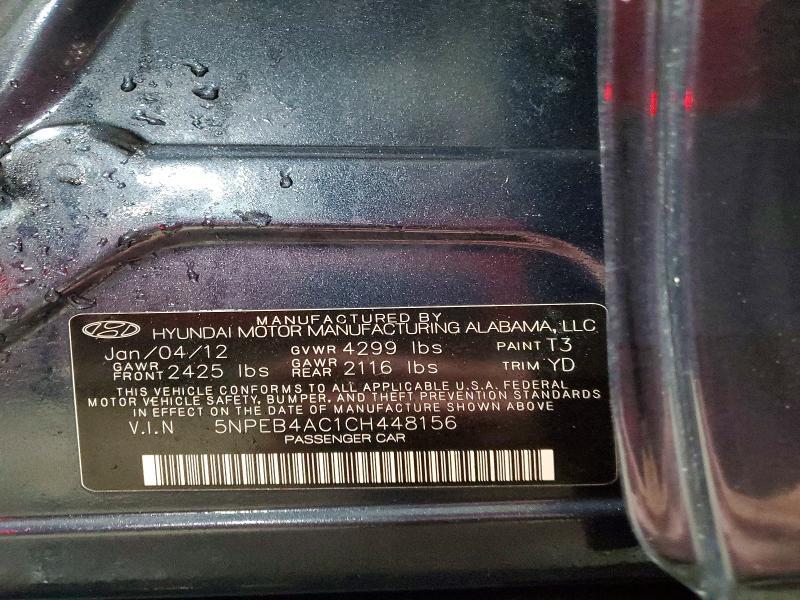 MANUFACTURED BY
HYUNDAI MOTOR MANUFACTURING ALABAMA, LLC
Jan/04/12 GVWR 4299 lbs PAINT T3
GAWR FRONT 2425 lbs GAWR REAR 2116 lbs TRIM YD
THIS VEHICLE CONFORMS TO ALL APPLICABLE U.S.A. FEDERAL
MOTOR VEHICLE SAFETY, BUMPER, AND THEFT PREVENTION STANDARDS
IN EFFECT ON THE DATE OF MANUFACTURE SHOWN ABOVE
V.I.N 5NPEB4AC1CH448156
PASSENGER CAR